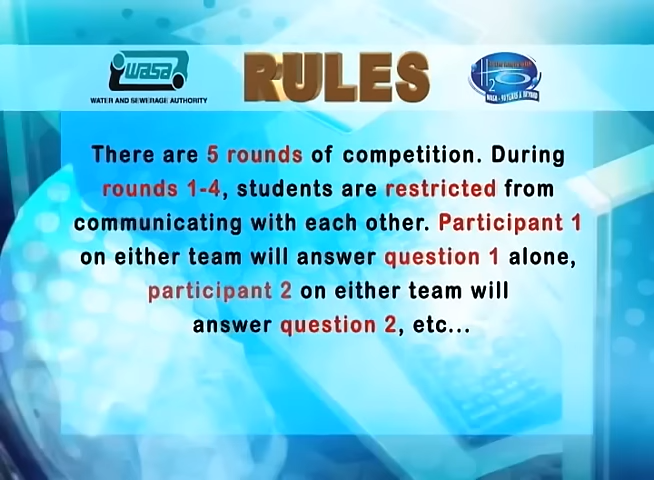 wasa
WATER AND SEWERAGE AUTHORITY
RULES
H2O
There are 5 rounds of competition. During
rounds 1-4, students are restricted from
communicating with each other. Participant 1
on either team will answer question 1 alone,
participant 2 on either team will
answer question 2, etc...